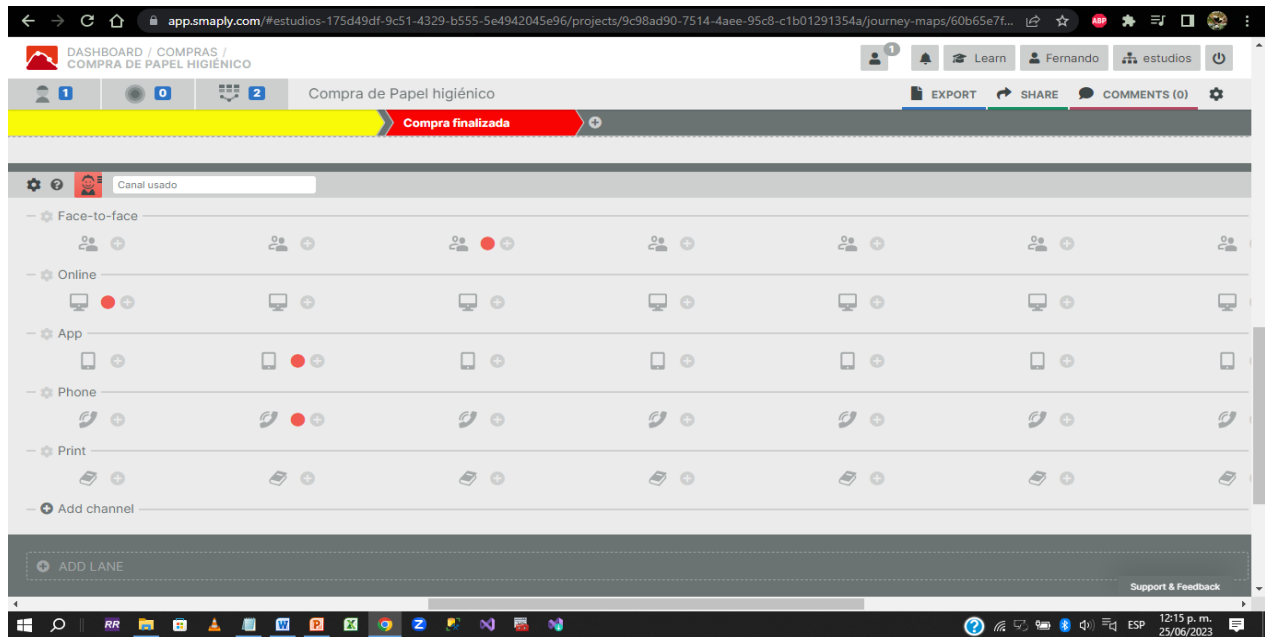 app.smaply.com/#estudios-175d49df-9c51-4329-b555-5e4942045e96/projects/9c98ad90-7514-4aee-95c8-c1b01291354a/journey-maps/60b65e7f...
ABP
DASHBOARD / COMPRAS /
COMPRA DE PAPEL HIGIÉNICO
1
Learn
Fernando
estudios
1
0
2
Compra de Papel higiénico
EXPORT
SHARE
COMMENTS (0)
Compra finalizada
Canal usado
Face-to-face
Online
App
Phone
Print
Add channel
ADD LANE
Support & Feedback
RR
W
P
X
Z
ESP
12:15 p. m.
25/06/2023